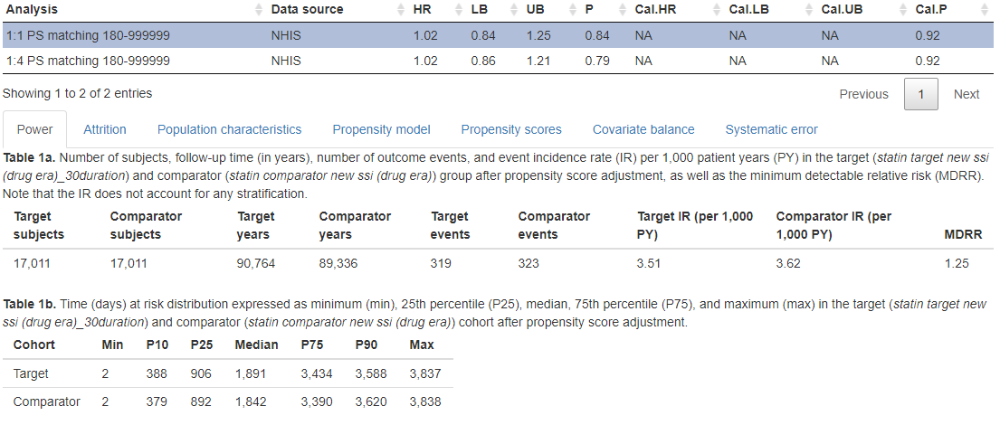 Analysis Data source HR LB UB P Cal.HR Cal.LB Cal.UB Cal.P
1:1 PS matching 180-999999 NHIS 1.02 0.84 1.25 0.84 NA NA NA 0.92
1:4 PS matching 180-999999 NHIS 1.02 0.86 1.21 0.79 NA NA NA 0.92
Showing 1 to 2 of 2 entries Previous 1 Next
Power Attrition Population characteristics Propensity model Propensity scores Covariate balance Systematic error
Table 1a. Number of subjects, follow-up time (in years), number of outcome events, and event incidence rate (IR) per 1,000 patient years (PY) in the target (statin target new ssi
(drug era)_30duration) and comparator (statin comparator new ssi (drug era)) group after propensity score adjustment, as well as the minimum detectable relative risk (MDRR).
Note that the IR does not account for any stratification.
Target Comparator Target Comparator Target Comparator Target IR (per 1,000 Comparator IR (per
subjects subjects years years events events PY) 1,000 PY) MDRR
17,011 17,011 90,764 89,336 319 323 3.51 3.62 1.25
Table 1b. Time (days) at risk distribution expressed as minimum (min), 25th percentile (P25), median, 75th percentile (P75), and maximum (max) in the target (statin target new
ssi (drug era)_30duration) and comparator (statin comparator new ssi (drug era)) cohort after propensity score adjustment.
Cohort Min P10 P25 Median P75 P90 Max
Target 2 388 906 1,891 3,434 3,588 3,837
Comparator 2 379 892 1,842 3,390 3,620 3,838